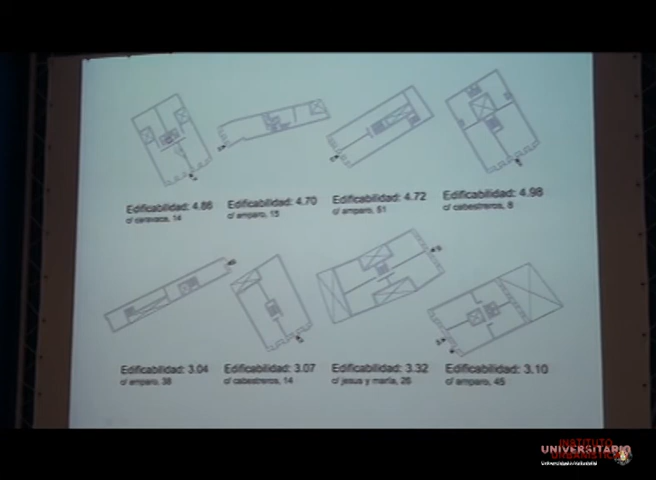 Edificabilidad: 4.86
c/ caravaca, 14
Edificabilidad: 4.70
c/ amparo, 15
Edificabilidad: 4.72
c/ amparo, 51
Edificabilidad: 4.98
c/ cabestreros, 8
Edificabilidad: 3.04
c/ amparo, 38
Edificabilidad: 3.07
c/ cabestreros, 14
Edificabilidad: 3.32
c/ jesus y maria, 26
Edificabilidad: 3.10
c/ amparo, 45
INSTITUTO
UNIVERSITARIO
URBANÍSTICA